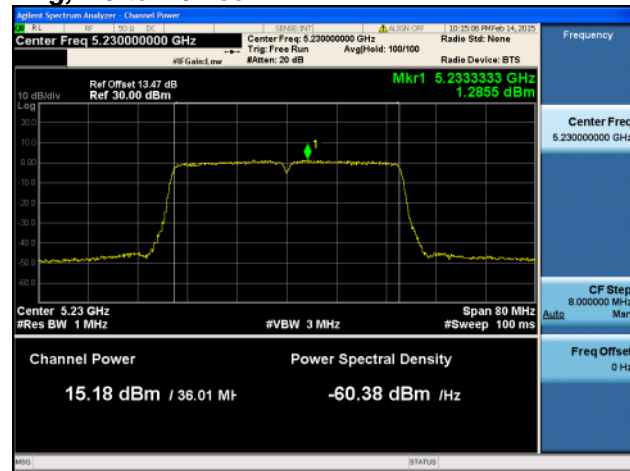 Agilent Spectrum Analyzer - Channel Power
RL RF 50 Ω DC SENSE:INT ALIGN OFF 10:15:06 PM Feb 14, 2015
Center Freq 5.230000000 GHz
Center Freq: 5.230000000 GHz
Radio Std: None
Trig: Free Run Avg|Hold: 100/100
#IFGain:Low
#Atten: 20 dB
Radio Device: BTS
Frequency
Ref Offset 13.47 dB
Mkr1 5.2333333 GHz
10 dB/div Ref 30.00 dBm
1.2855 dBm
Log
20.0
10.0
0.00
-10.0
-20.0
-30.0
-40.0
-50.0
-60.0
1
Center Freq
5.230000000 GHz
Center 5.23 GHz
Span 80 MHz
#Res BW 1 MHz
#VBW 3 MHz
#Sweep 100 ms
CF Step
8.000000 MHz
Auto Man
Channel Power
Power Spectral Density
15.18 dBm / 36.01 MH
-60.38 dBm /Hz
Freq Offset
0 Hz
MSG
STATUS